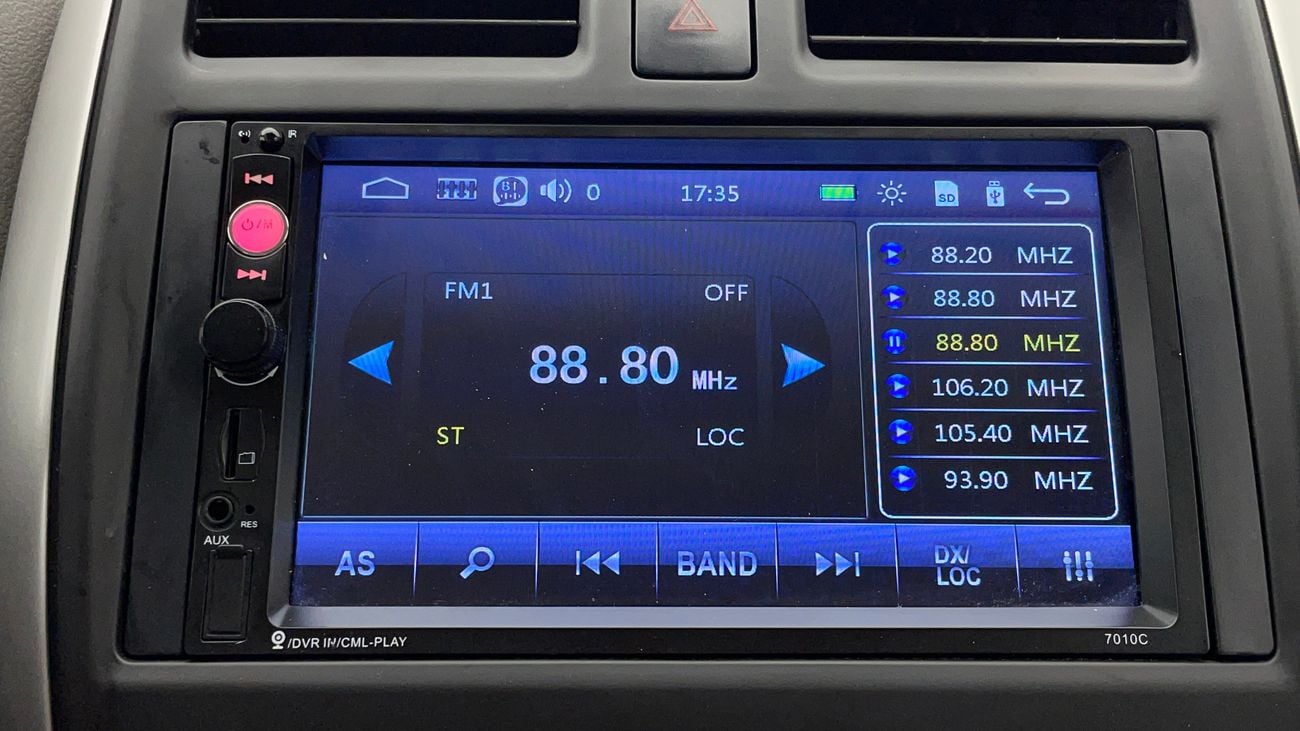 IR
0 17:35 SD
⏻/M
FM1 OFF
88.80 MHz
ST LOC
88.20 MHZ
88.80 MHZ
88.80 MHZ
106.20 MHZ
105.40 MHZ
93.90 MHZ
RES
AUX
AS BAND DX/
LOC
/DVR IN/CML-PLAY
7010C